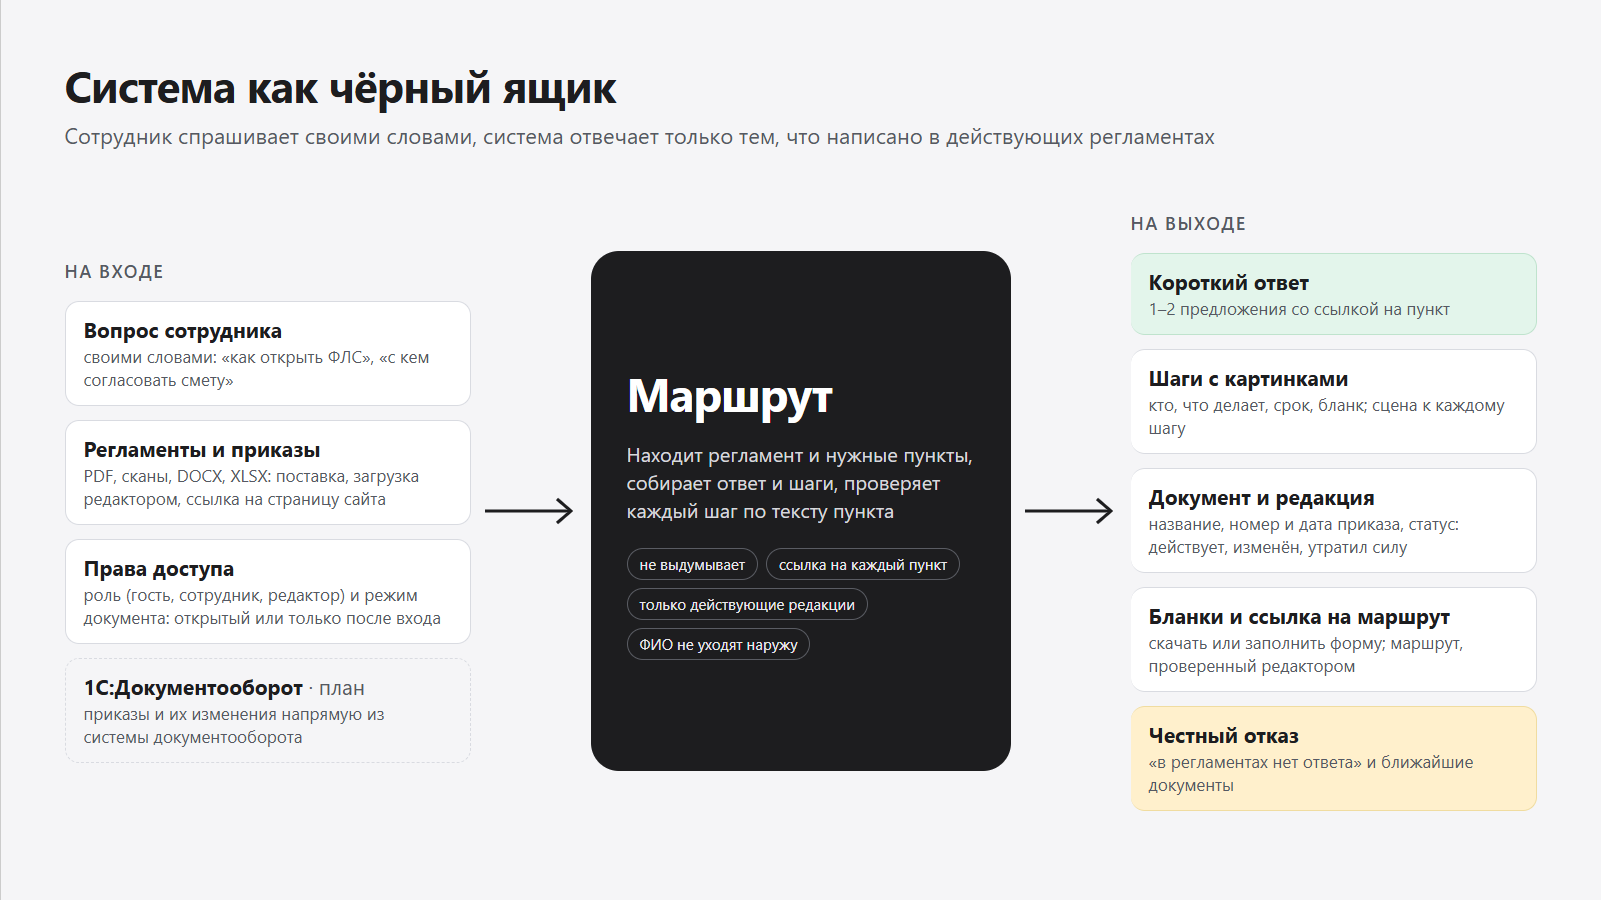 Система как чёрный ящик
Сотрудник спрашивает своими словами, система отвечает только тем, что написано в действующих регламентах
НА ВХОДЕ
Вопрос сотрудника
своими словами: «как открыть ФЛС», «с кем
согласовать смету»
Регламенты и приказы
PDF, сканы, DOCX, XLSX: поставка, загрузка
редактором, ссылка на страницу сайта
Права доступа
роль (гость, сотрудник, редактор) и режим
документа: открытый или только после входа
1С:Документооборот · план
приказы и их изменения напрямую из
системы документооборота
Маршрут
Находит регламент и нужные пункты,
собирает ответ и шаги, проверяет
каждый шаг по тексту пункта
не выдумывает
ссылка на каждый пункт
только действующие редакции
ФИО не уходят наружу
НА ВЫХОДЕ
Короткий ответ
1–2 предложения со ссылкой на пункт
Шаги с картинками
кто, что делает, срок, бланк; сцена к каждому
шагу
Документ и редакция
название, номер и дата приказа, статус:
действует, изменён, утратил силу
Бланки и ссылка на маршрут
скачать или заполнить форму; маршрут,
проверенный редактором
Честный отказ
«в регламентах нет ответа» и ближайшие
документы